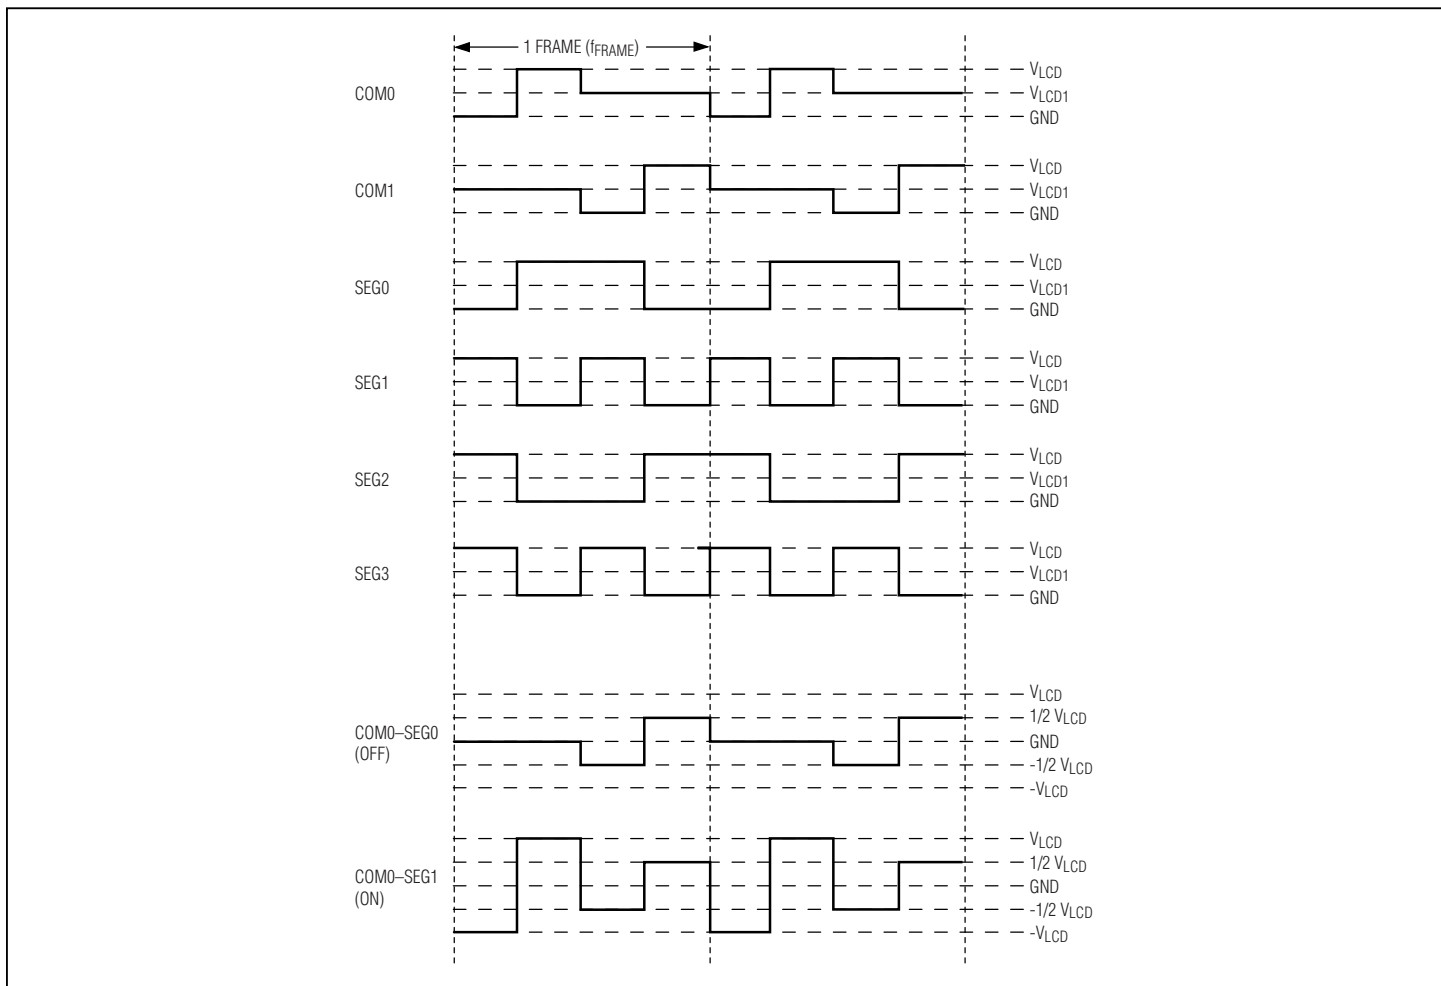 1 FRAME (fFRAME)
COM0
VLCD
VLCD1
GND
COM1
VLCD
VLCD1
GND
SEG0
VLCD
VLCD1
GND
SEG1
VLCD
VLCD1
GND
SEG2
VLCD
VLCD1
GND
SEG3
VLCD
VLCD1
GND
COM0–SEG0
(OFF)
VLCD
1/2 VLCD
GND
-1/2 VLCD
-VLCD
COM0–SEG1
(ON)
VLCD
1/2 VLCD
GND
-1/2 VLCD
-VLCD